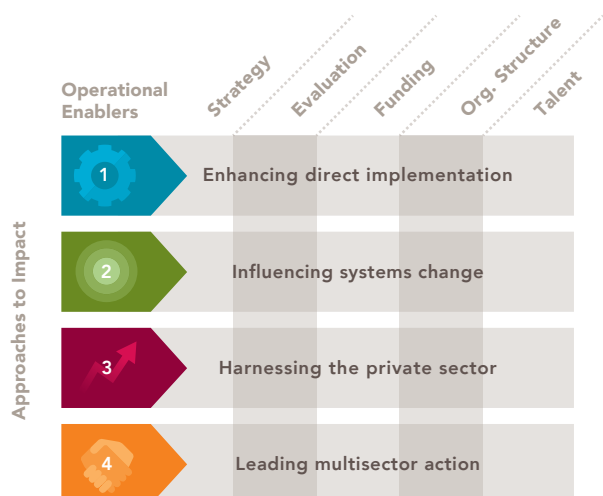 Operational
Enablers
Strategy
Evaluation
Funding
Org. Structure
Talent
Approaches to Impact
1
Enhancing direct implementation
2
Influencing systems change
3
Harnessing the private sector
4
Leading multisector action